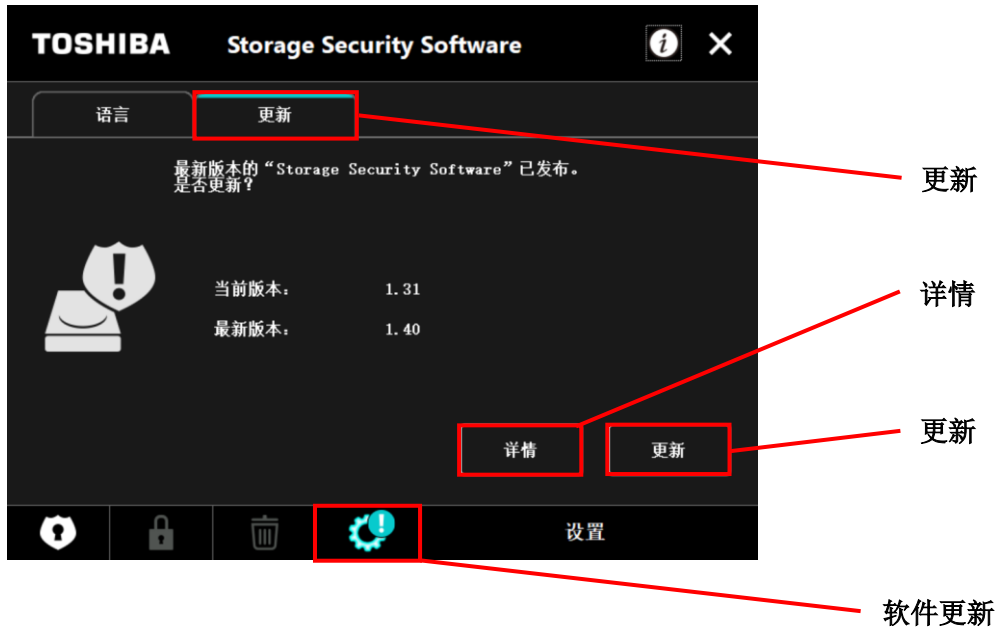 TOSHIBA Storage Security Software
语言 更新
最新版本的“Storage Security Software”已发布。
是否更新？
当前版本： 1.31
最新版本： 1.40
详情 更新
设置
更新
详情
更新
软件更新